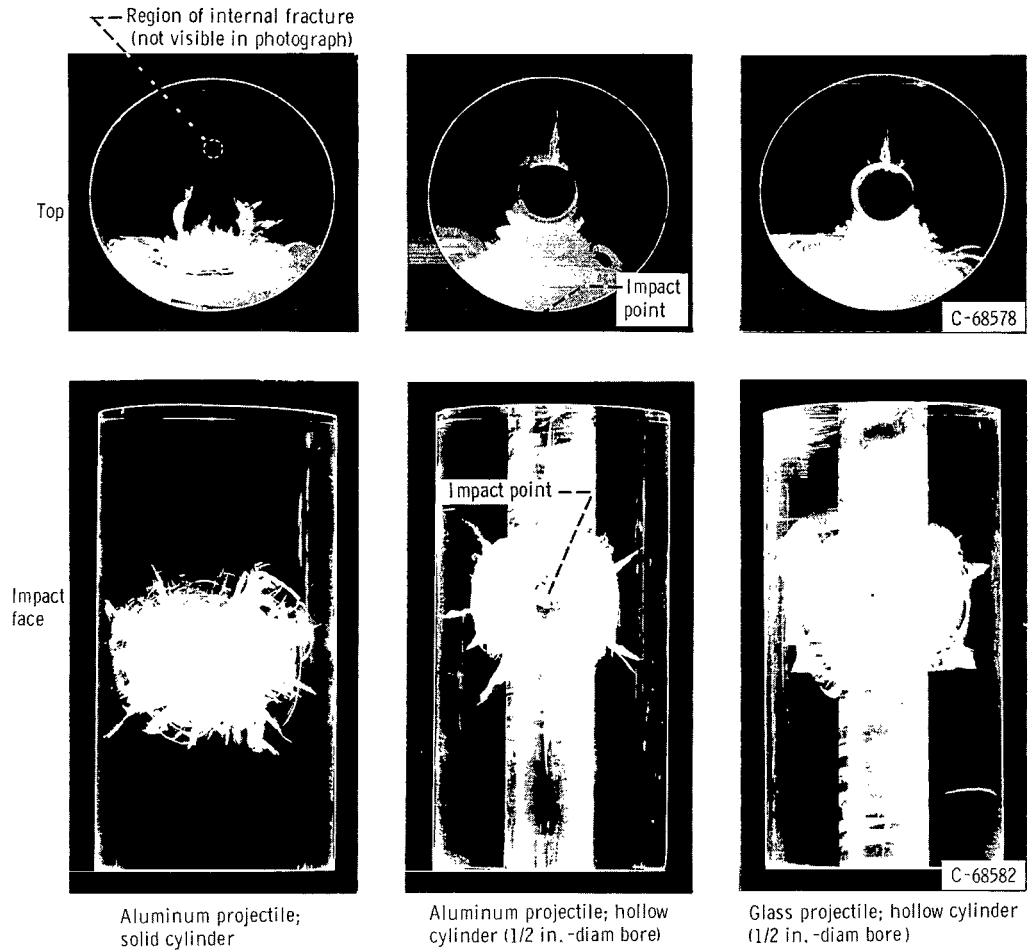 Region of internal fracture
(not visible in photograph)
Top
Impact
point
C-68578
Impact point
Impact
face
C-68582
Aluminum projectile;
solid cylinder
Aluminum projectile; hollow
cylinder (1/2 in. -diam bore)
Glass projectile; hollow cylinder
(1/2 in. -diam bore)